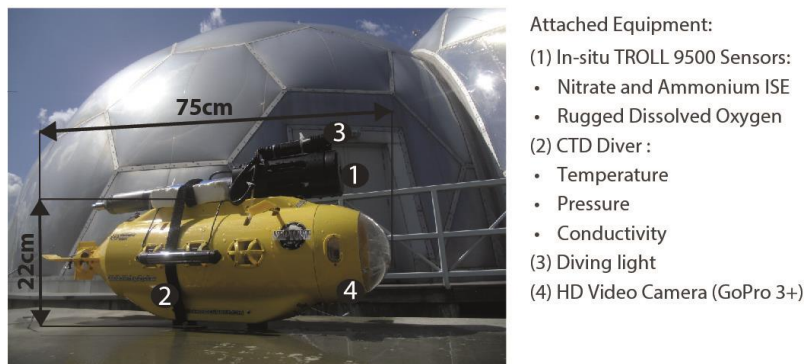 75cm
22cm
3
1
2
4
Attached Equipment:
(1) In-situ TROLL 9500 Sensors:
• Nitrate and Ammonium ISE
• Rugged Dissolved Oxygen
(2) CTD Diver :
• Temperature
• Pressure
• Conductivity
(3) Diving light
(4) HD Video Camera (GoPro 3+)